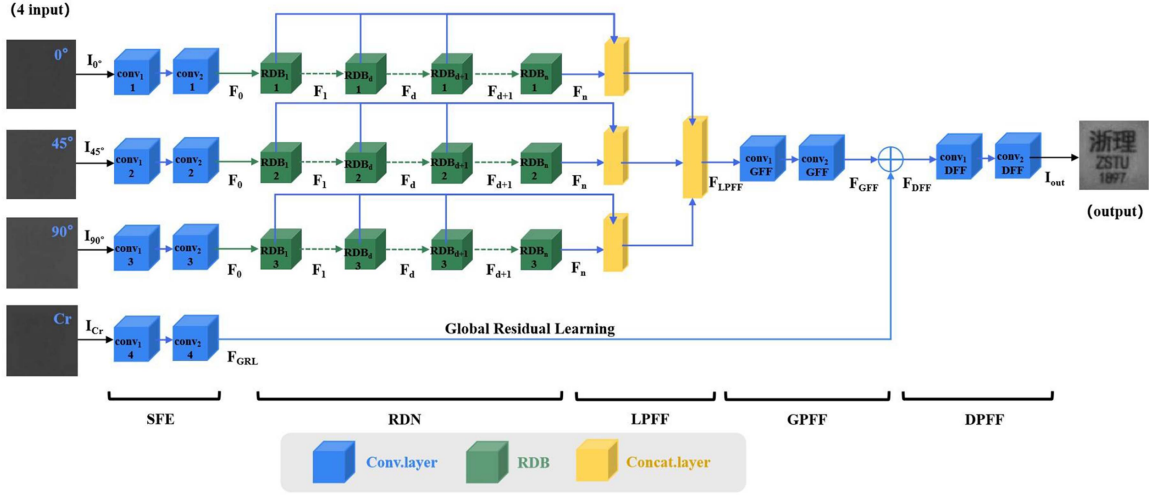 (4 input)
0° I0° conv1 1 conv2 1 F0 RDB1 1 F1 RDBd 1 Fd RDBd+1 1 Fd+1 RDBn 1 Fn
45° I45° conv1 2 conv2 2 F0 RDB1 2 F1 RDBd 2 Fd RDBd+1 2 Fd+1 RDBn 2 Fn
FLPFF conv1 GFF conv2 GFF FGFF FDFF conv1 DFF conv2 DFF Iout
浙理
ZSTU
1897
(output)
90° I90° conv1 3 conv2 3 F0 RDB1 3 F1 RDBd 3 Fd RDBd+1 3 Fd+1 RDBn 3 Fn
Cr ICr conv1 4 conv2 4 FGRL Global Residual Learning
SFE RDN LPFF GPFF DPFF
Conv.layer RDB Concat.layer